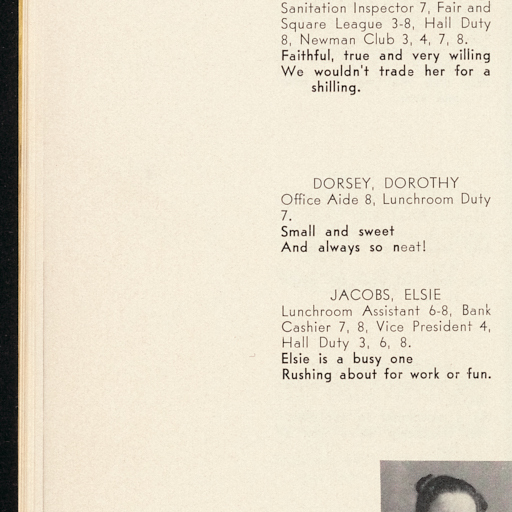 Sanitation Inspector 7, Fair and
Square League 3-8, Hall Duty
8, Newman Club 3, 4, 7, 8.
Faithful, true and very willing
We wouldn't trade her for a
shilling.
DORSEY, DOROTHY
Office Aide 8, Lunchroom Duty
7.
Small and sweet
And always so neat!
JACOBS, ELSIE
Lunchroom Assistant 6-8, Bank
Cashier 7, 8, Vice President 4,
Hall Duty 3, 6, 8.
Elsie is a busy one
Rushing about for work or fun.